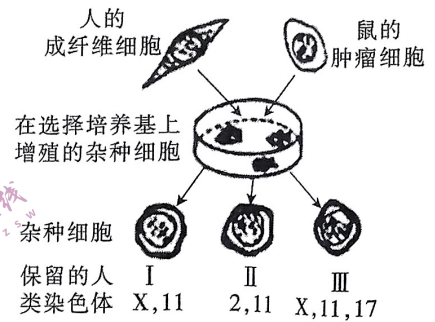 人的
成纤维细胞
鼠的
肿瘤细胞
在选择培养基上
增殖的杂种细胞
线
zsw
杂种细胞
保留的人 Ⅰ Ⅱ Ⅲ
类染色体 X,11 2,11 X,11,17